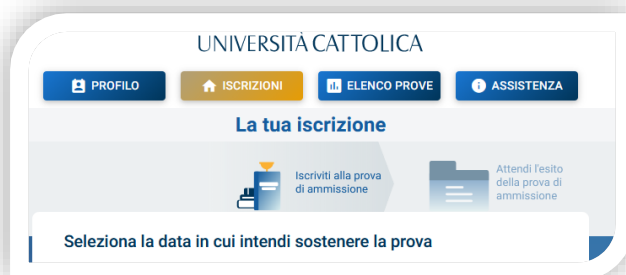 UNIVERSITÀ CATTOLICA
PROFILO
ISCRIZIONI
ELENCO PROVE
ASSISTENZA
La tua iscrizione
Iscriviti alla prova
di ammissione
Attendi l'esito
della prova di
ammissione
Seleziona la data in cui intendi sostenere la prova